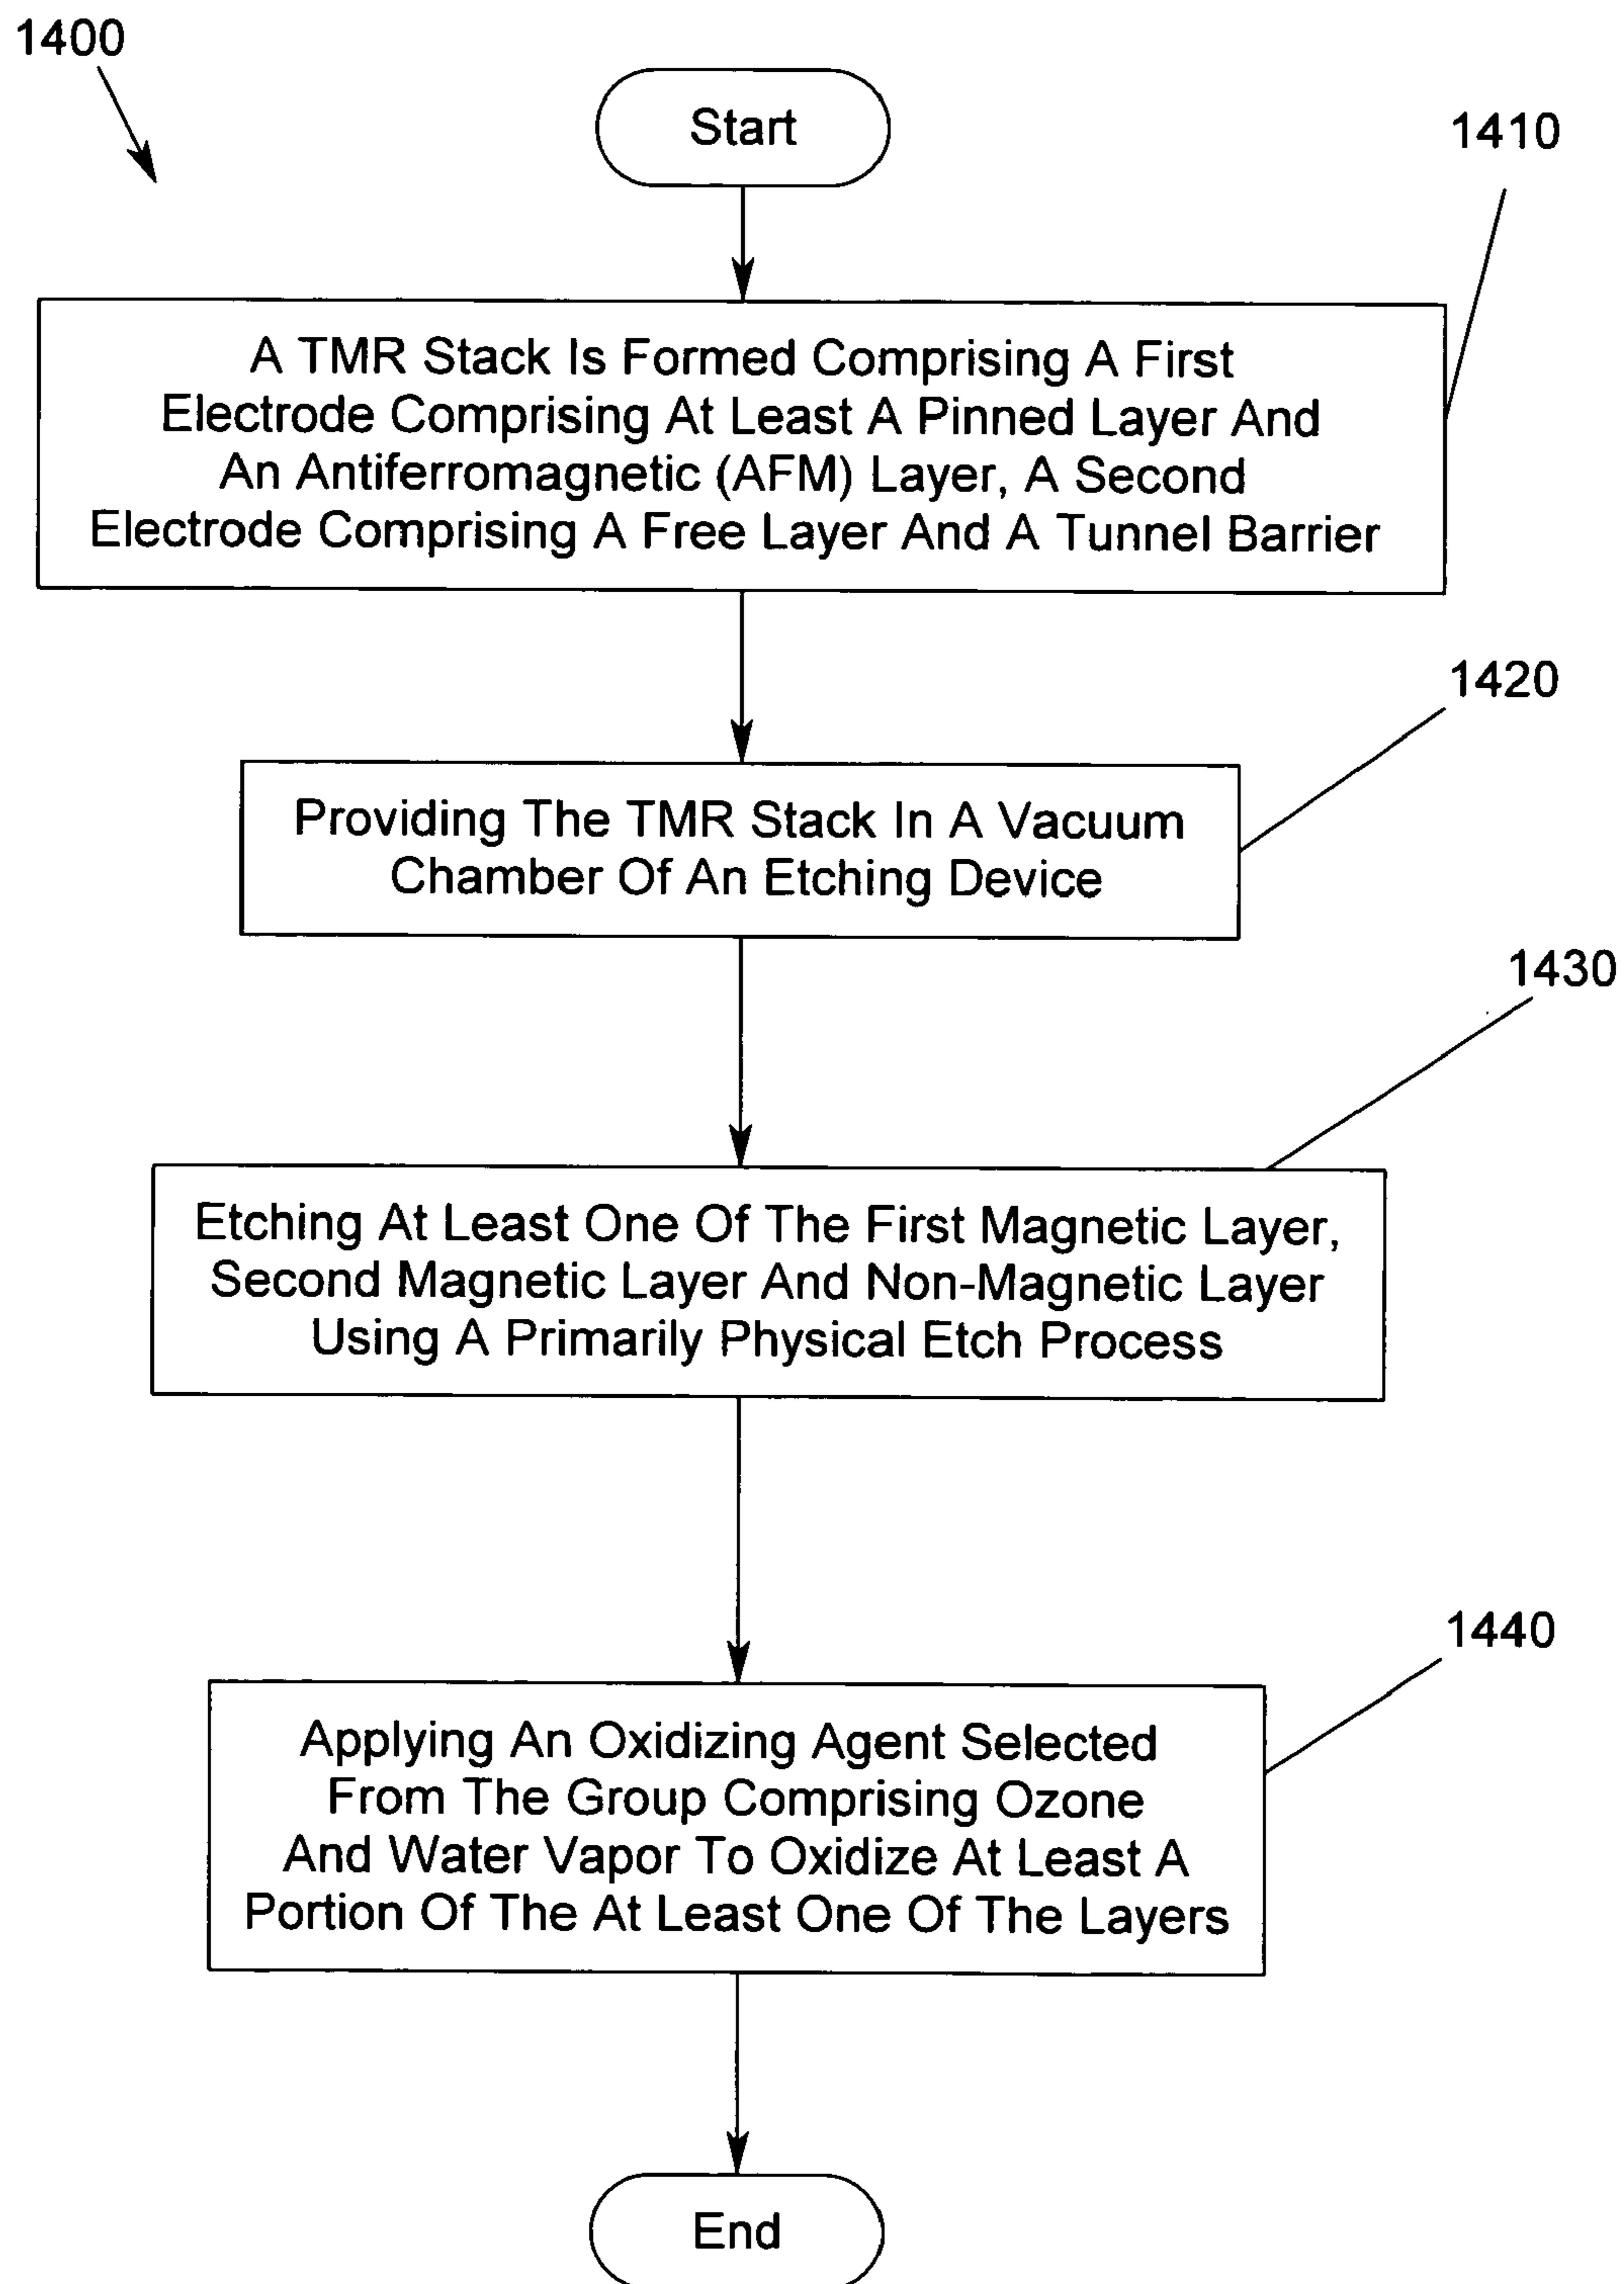 1400
Start
1410
A TMR Stack Is Formed Comprising A First
Electrode Comprising At Least A Pinned Layer And
An Antiferromagnetic (AFM) Layer, A Second
Electrode Comprising A Free Layer And A Tunnel Barrier
1420
Providing The TMR Stack In A Vacuum
Chamber Of An Etching Device
1430
Etching At Least One Of The First Magnetic Layer,
Second Magnetic Layer And Non-Magnetic Layer
Using A Primarily Physical Etch Process
1440
Applying An Oxidizing Agent Selected
From The Group Comprising Ozone
And Water Vapor To Oxidize At Least A
Portion Of The At Least One Of The Layers
End